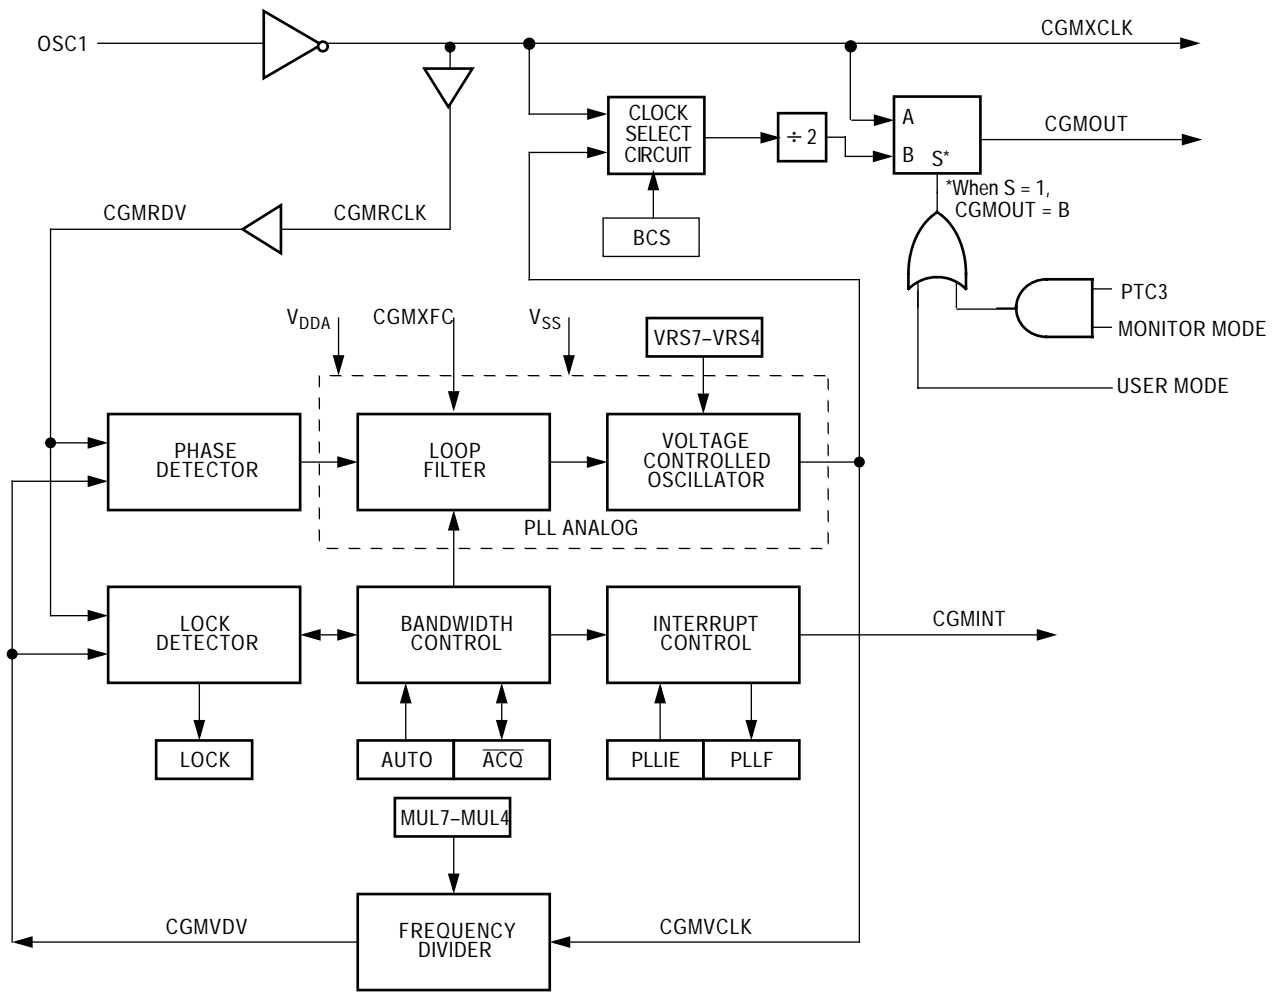 OSC1
CGMXCLK
CLOCK
SELECT
CIRCUIT
÷ 2
A
B
S*
CGMOUT
*When S = 1,
CGMOUT = B
CGMRDV
CGMRCLK
BCS
PTC3
MONITOR MODE
USER MODE
VDDA
CGMXFC
VSS
VRS7–VRS4
PHASE
DETECTOR
LOOP
FILTER
VOLTAGE
CONTROLLED
OSCILLATOR
PLL ANALOG
LOCK
DETECTOR
BANDWIDTH
CONTROL
INTERRUPT
CONTROL
CGMINT
LOCK
AUTO
ACQ
PLLIE
PLLF
MUL7–MUL4
CGMVDV
FREQUENCY
DIVIDER
CGMVCLK